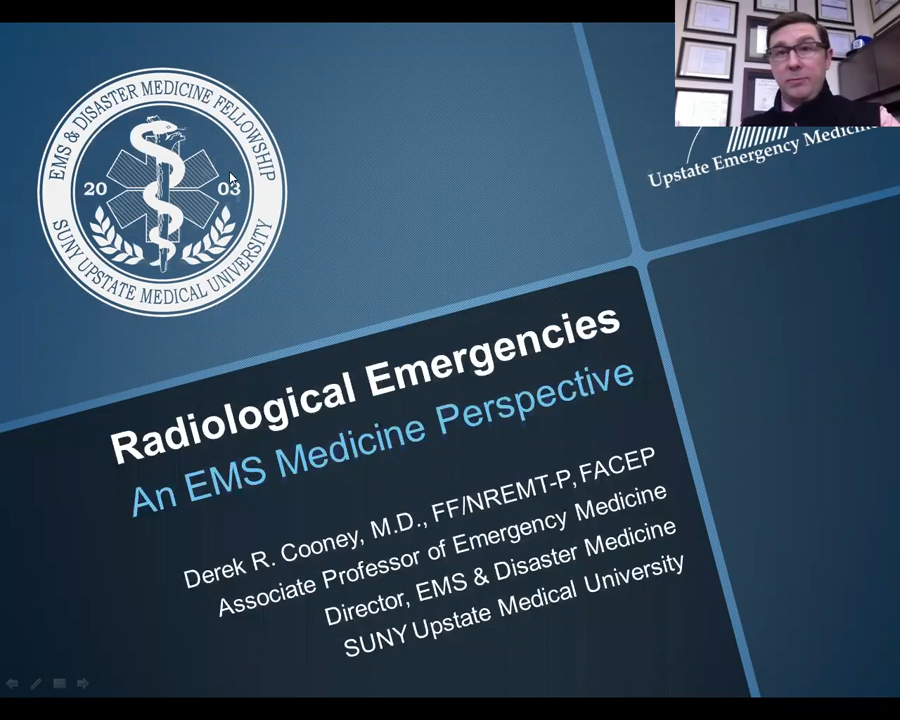 EMS & DISASTER MEDICINE FELLOWSHIP
20 03
SUNY UPSTATE MEDICAL UNIVERSITY
Upstate Emergency Medicine
Radiological Emergencies
An EMS Medicine Perspective
Derek R. Cooney, M.D., FF/NREMT-P, FACEP
Associate Professor of Emergency Medicine
Director, EMS & Disaster Medicine
SUNY Upstate Medical University